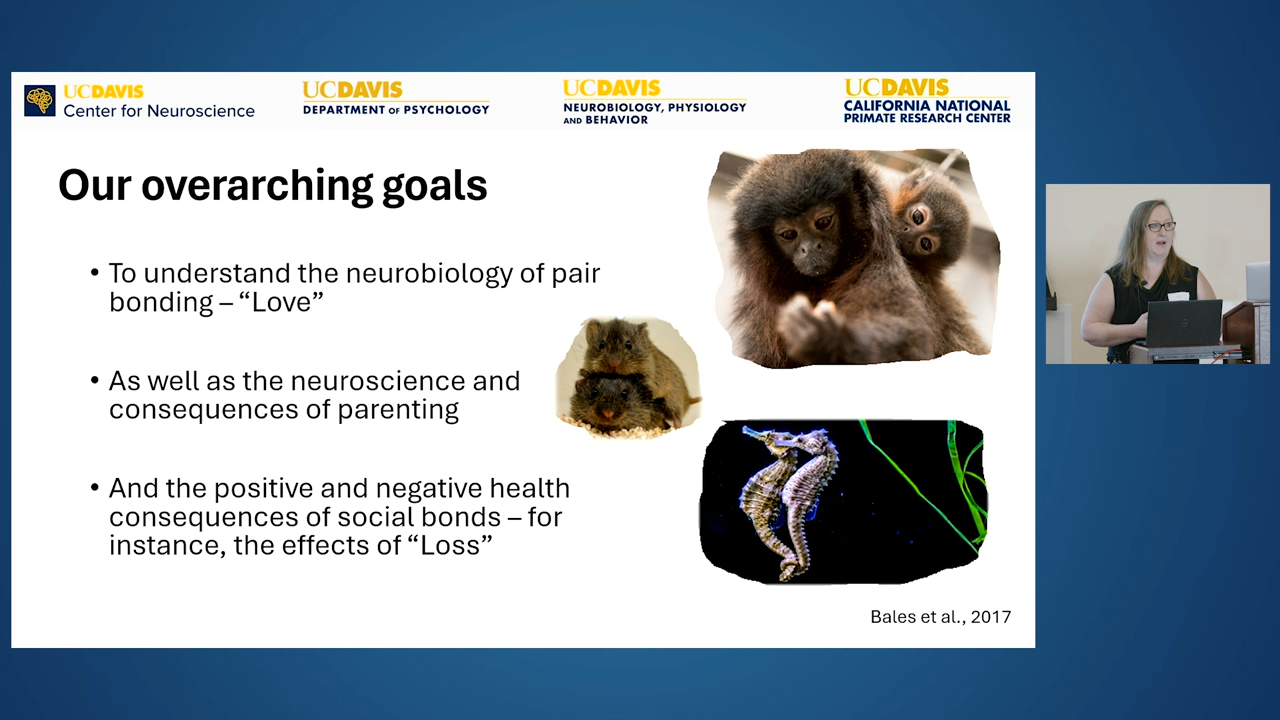 UCDAVIS
Center for Neuroscience
UCDAVIS
DEPARTMENT OF PSYCHOLOGY
UCDAVIS
NEUROBIOLOGY, PHYSIOLOGY
AND BEHAVIOR
UCDAVIS
CALIFORNIA NATIONAL
PRIMATE RESEARCH CENTER
Our overarching goals
• To understand the neurobiology of pair
bonding – “Love”
• As well as the neuroscience and
consequences of parenting
• And the positive and negative health
consequences of social bonds – for
instance, the effects of “Loss”
Bales et al., 2017